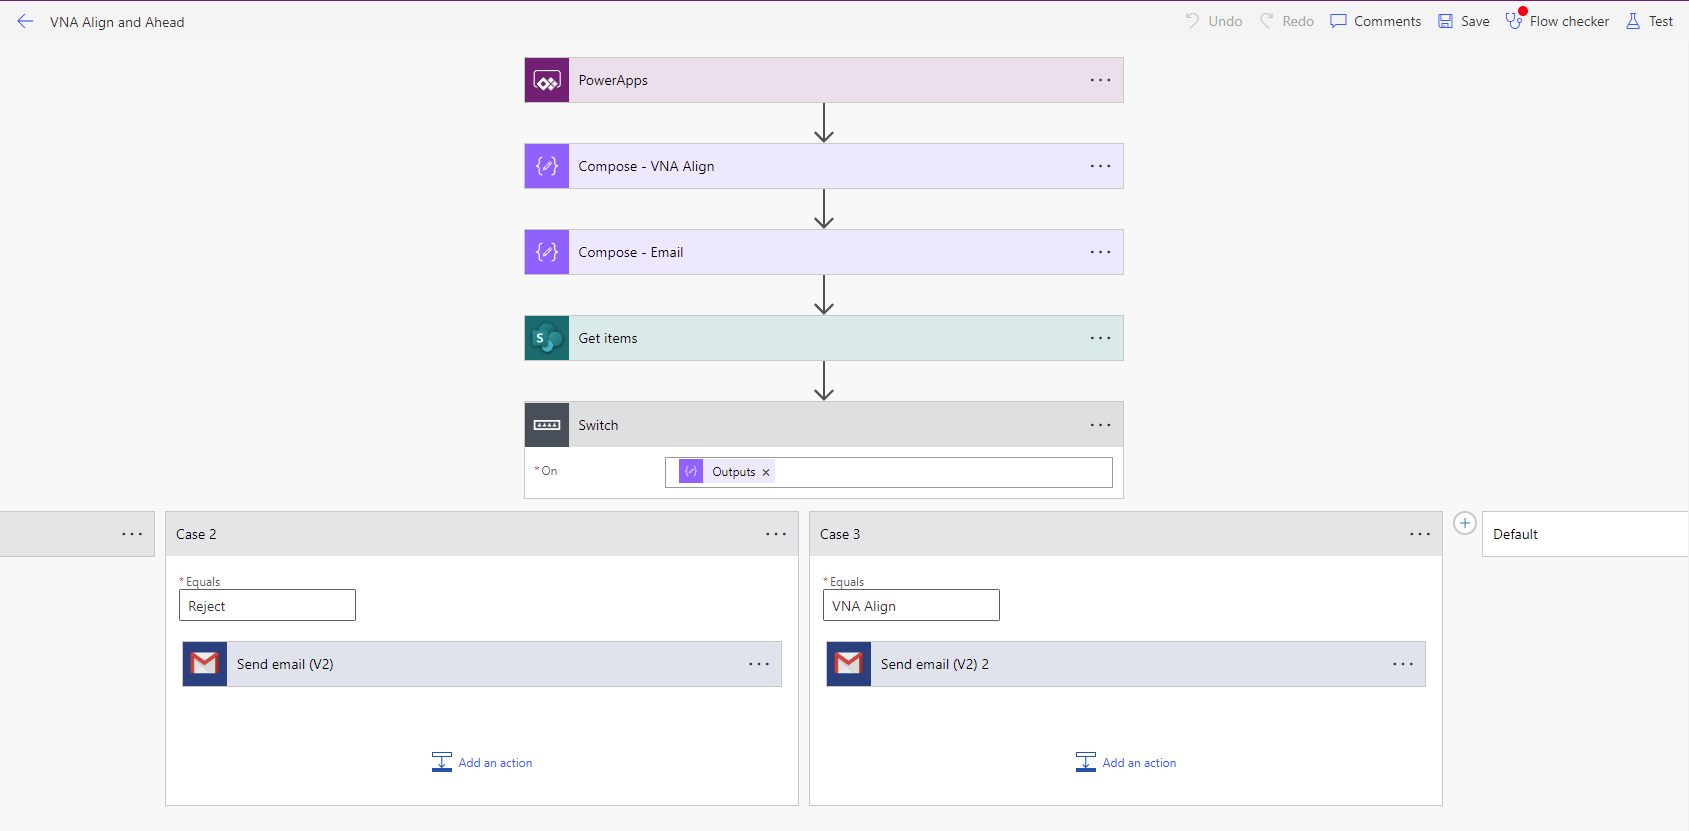 VNA Align and Ahead
Undo
Redo
Comments
Save
Flow checker
Test
PowerApps
Compose - VNA Align
Compose - Email
S
Get items
Switch
* On
Outputs ×
Case 2
Case 3
Default
* Equals
* Equals
Reject
VNA Align
Send email (V2)
Send email (V2) 2
Add an action
Add an action